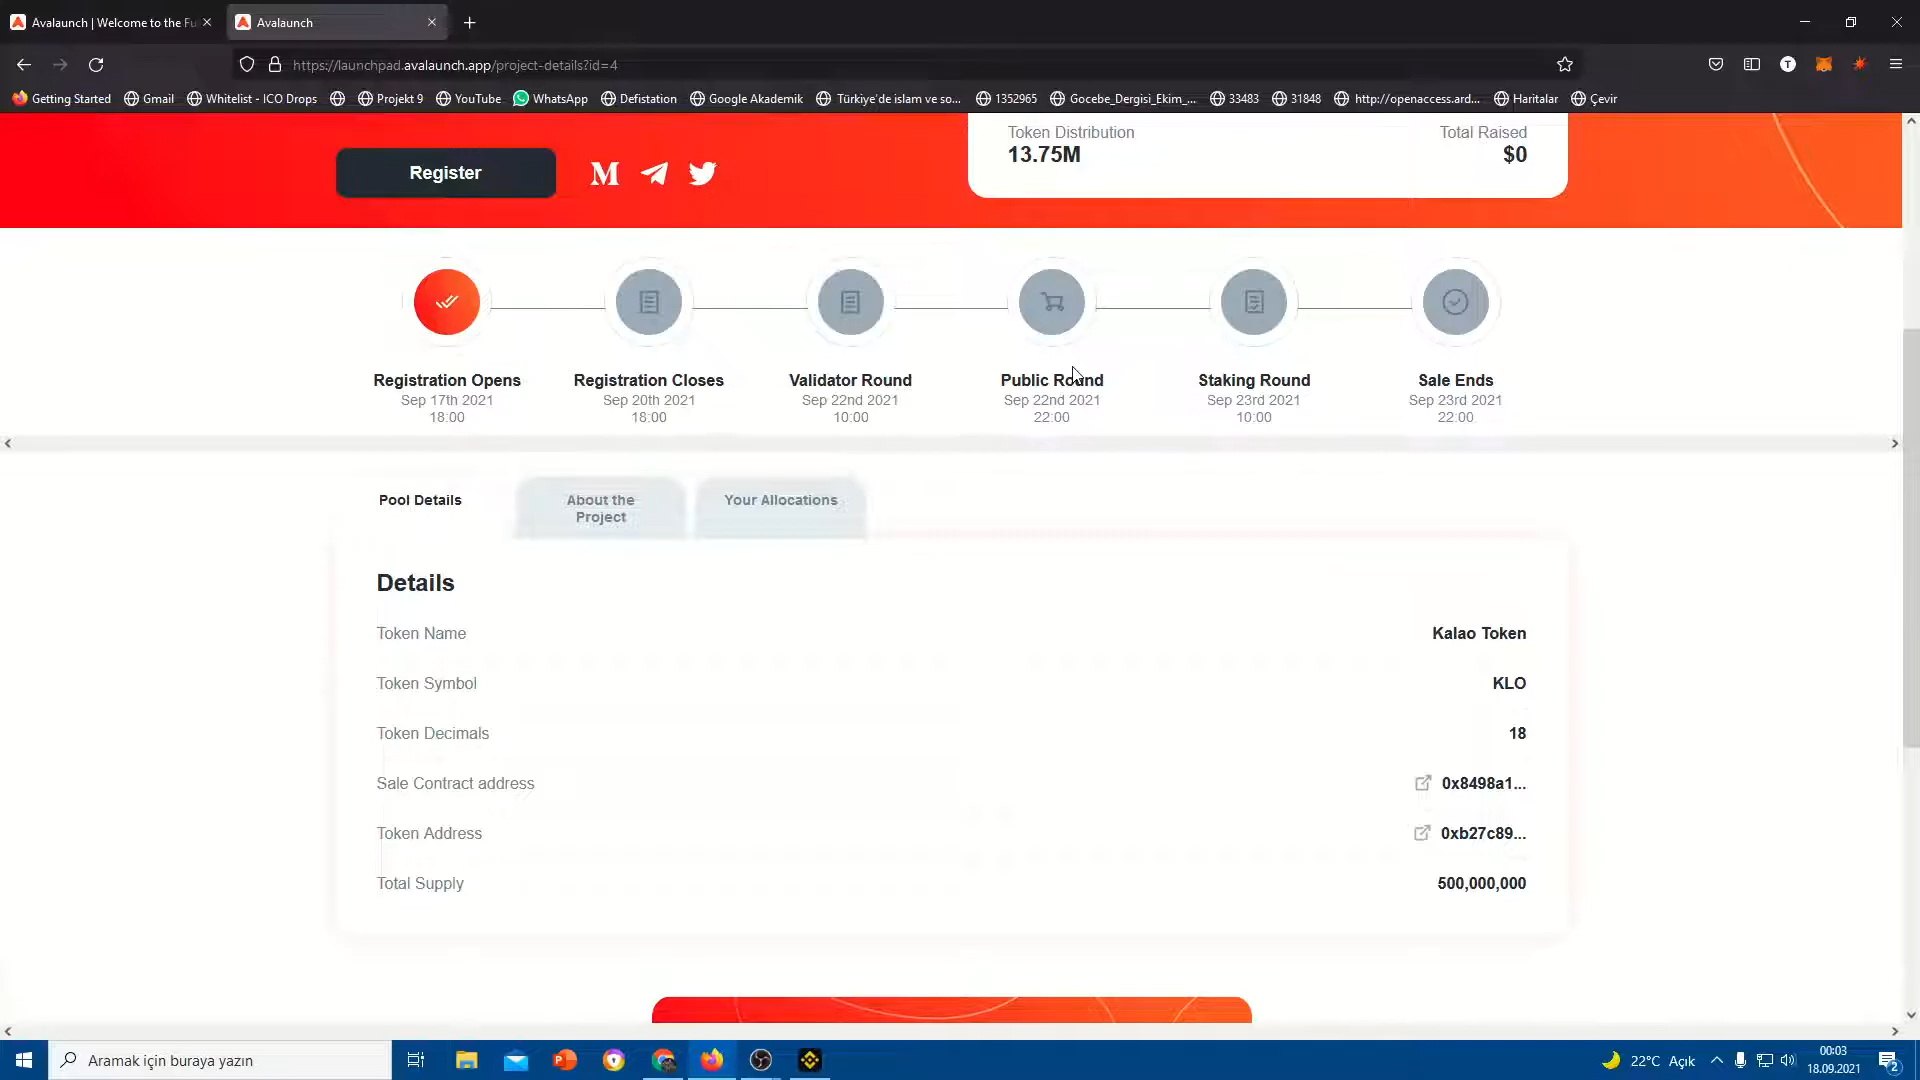 Avalaunch | Welcome to the Fu
Avalaunch
https://launchpad.avalaunch.app/project-details?id=4
Getting Started
Gmail
Whitelist - ICO Drops
Projekt 9
YouTube
WhatsApp
Defistation
Google Akademik
Türkiye'de islam ve so...
1352965
Gocebe_Dergisi_Ekim_...
33483
31848
http://openaccess.ard...
Haritalar
Çevir
Token Distribution
Total Raised
13.75M
$0
Register
Registration Opens
Sep 17th 2021
18:00
Registration Closes
Sep 20th 2021
18:00
Validator Round
Sep 22nd 2021
10:00
Public Round
Sep 22nd 2021
22:00
Staking Round
Sep 23rd 2021
10:00
Sale Ends
Sep 23rd 2021
22:00
Pool Details
About the
Project
Your Allocations
Details
Token Name
Kalao Token
Token Symbol
KLO
Token Decimals
18
Sale Contract address
0x8498a1...
Token Address
0xb27c89...
Total Supply
500,000,000
Aramak için buraya yazın
22°C Açık
00:03
18.09.2021
2